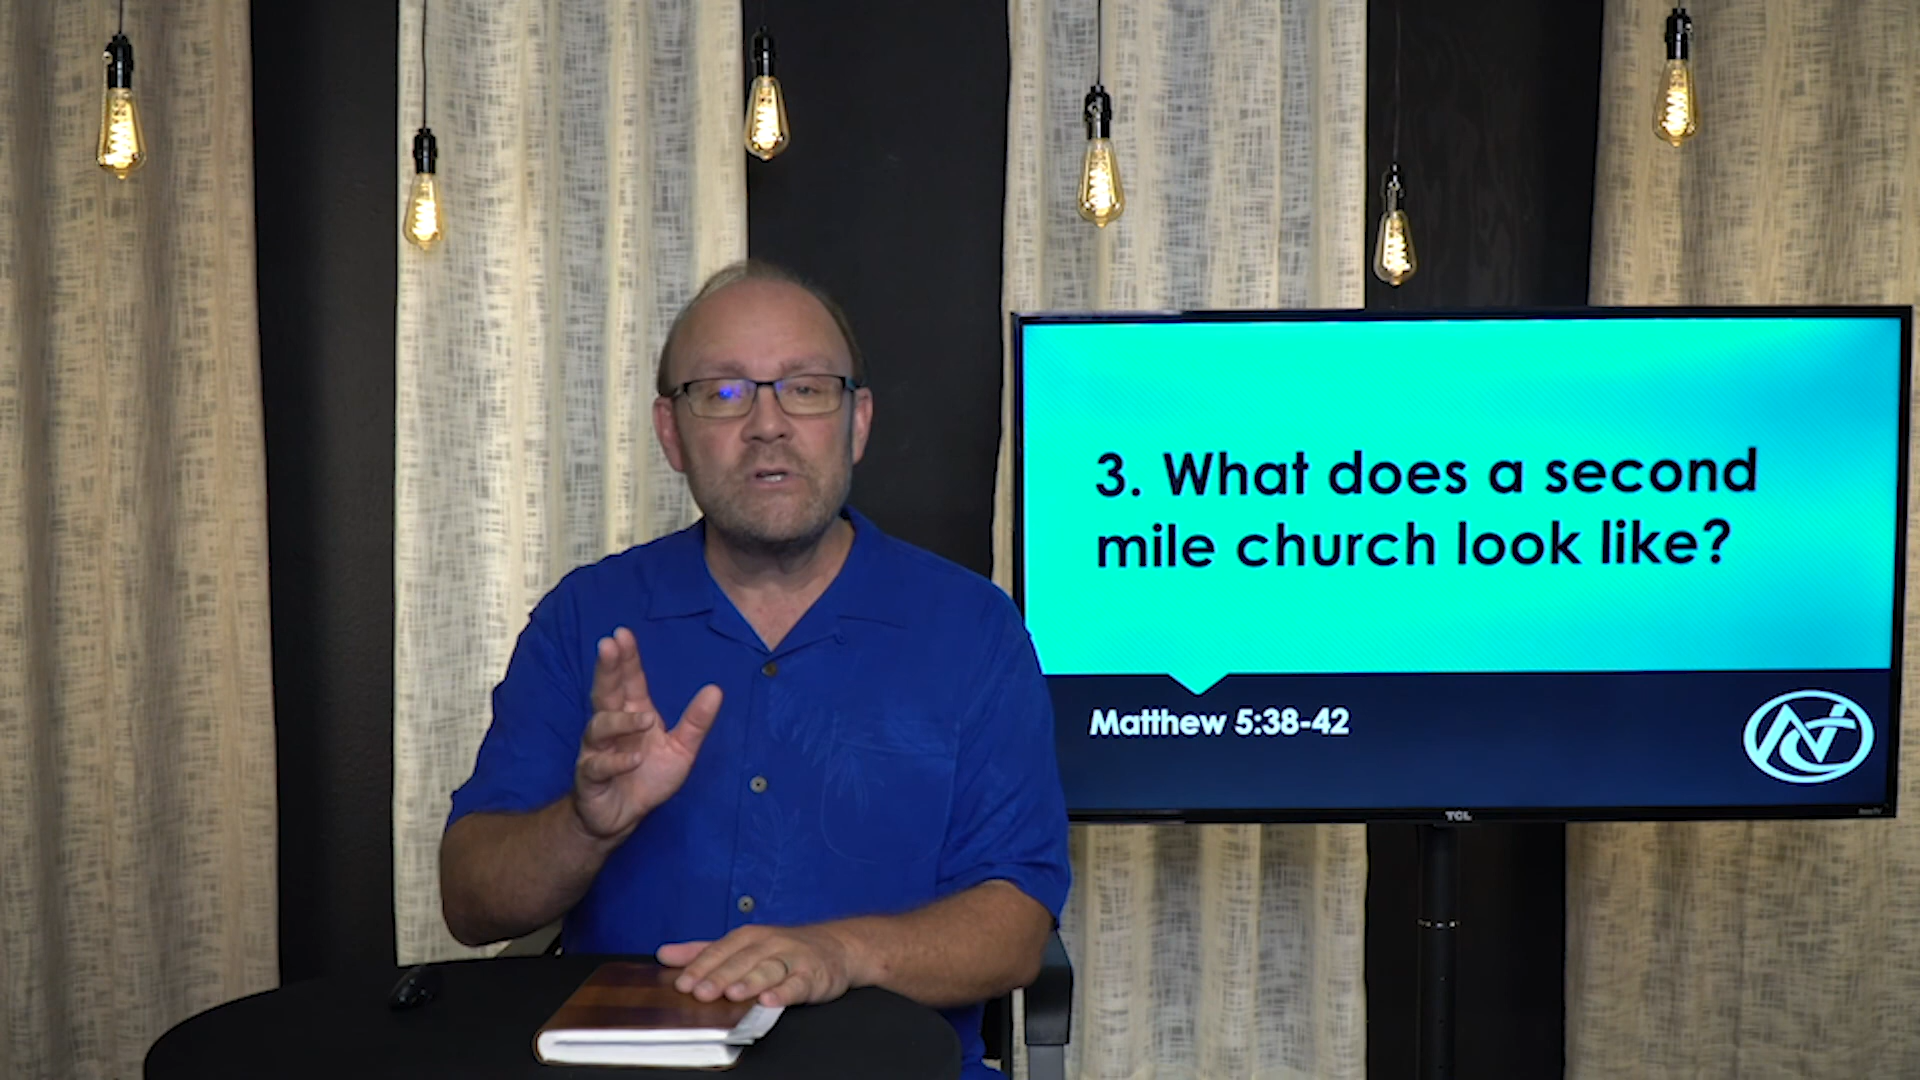 3. What does a second
mile church look like?
Matthew 5:38-42
TCL